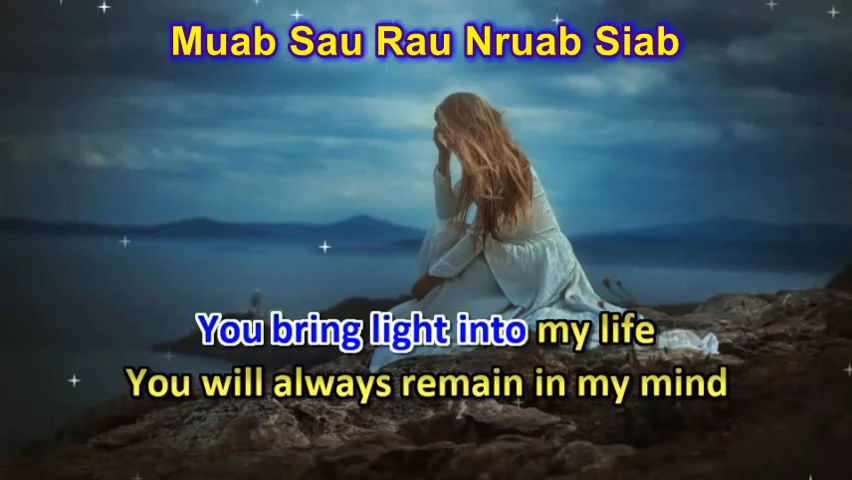 Muab Sau Rau Nruab Siab
You bring light into my life
You will always remain in my mind